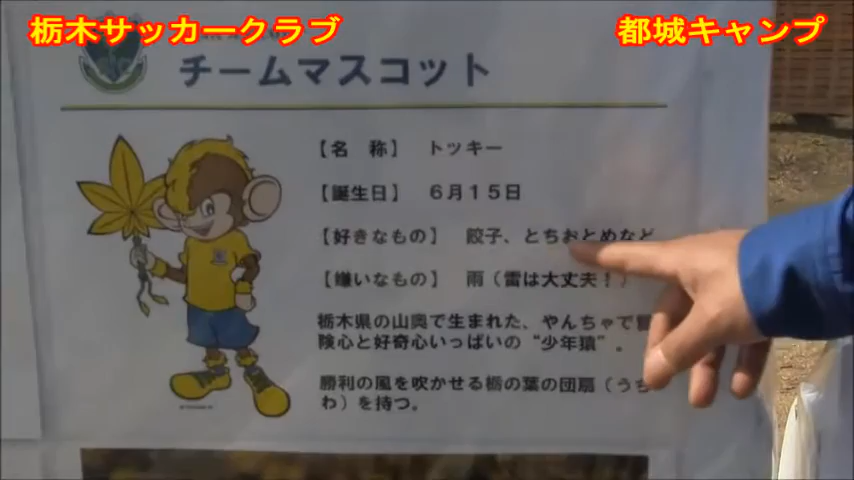 栃木サッカークラブ
都城キャンプ
チームマスコット
【名　称】　トッキー
【誕生日】　6月15日
【好きなもの】　餃子、とちおとめなど
【嫌いなもの】　雨（雷は大丈夫！）
栃木県の山奥で生まれた、やんちゃで
険心と好奇心いっぱいの“少年猿”。
勝利の風を吹かせる栃の葉の団扇（うち
わ）を持つ。